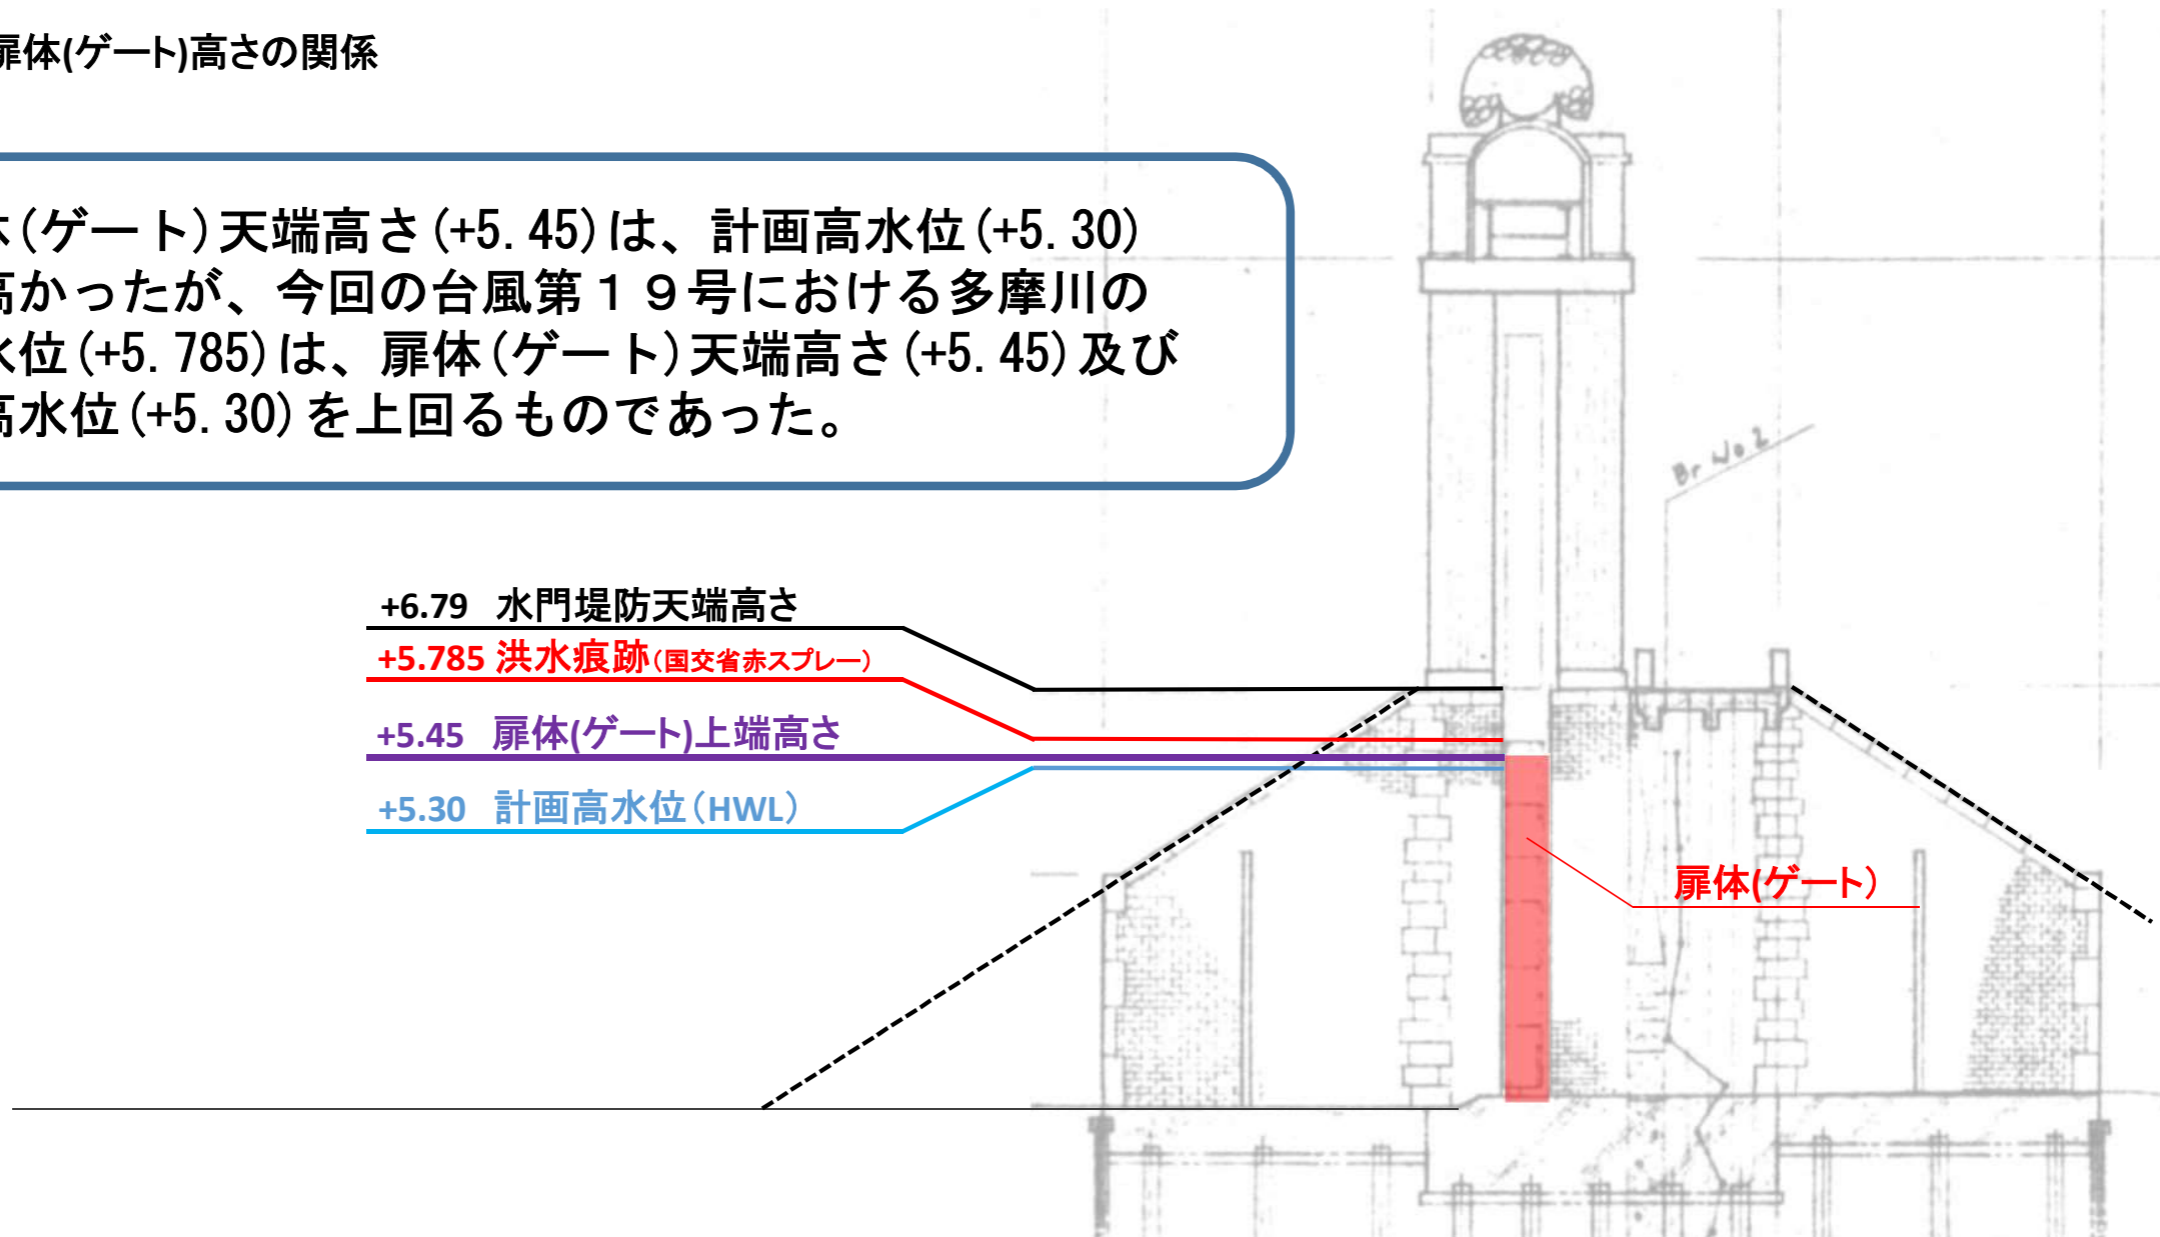 扉体(ゲート)高さの関係
体(ゲート)天端高さ(+5.45)は、計画高水位(+5.30)
高かったが、今回の台風第１９号における多摩川の
水位(+5.785)は、扉体(ゲート)天端高さ(+5.45)及び
高水位(+5.30)を上回るものであった。
Br No 2
+6.79 水門堤防天端高さ
+5.785 洪水痕跡(国交省赤スプレー)
+5.45 扉体(ゲート)上端高さ
+5.30 計画高水位(HWL)
扉体(ゲート)